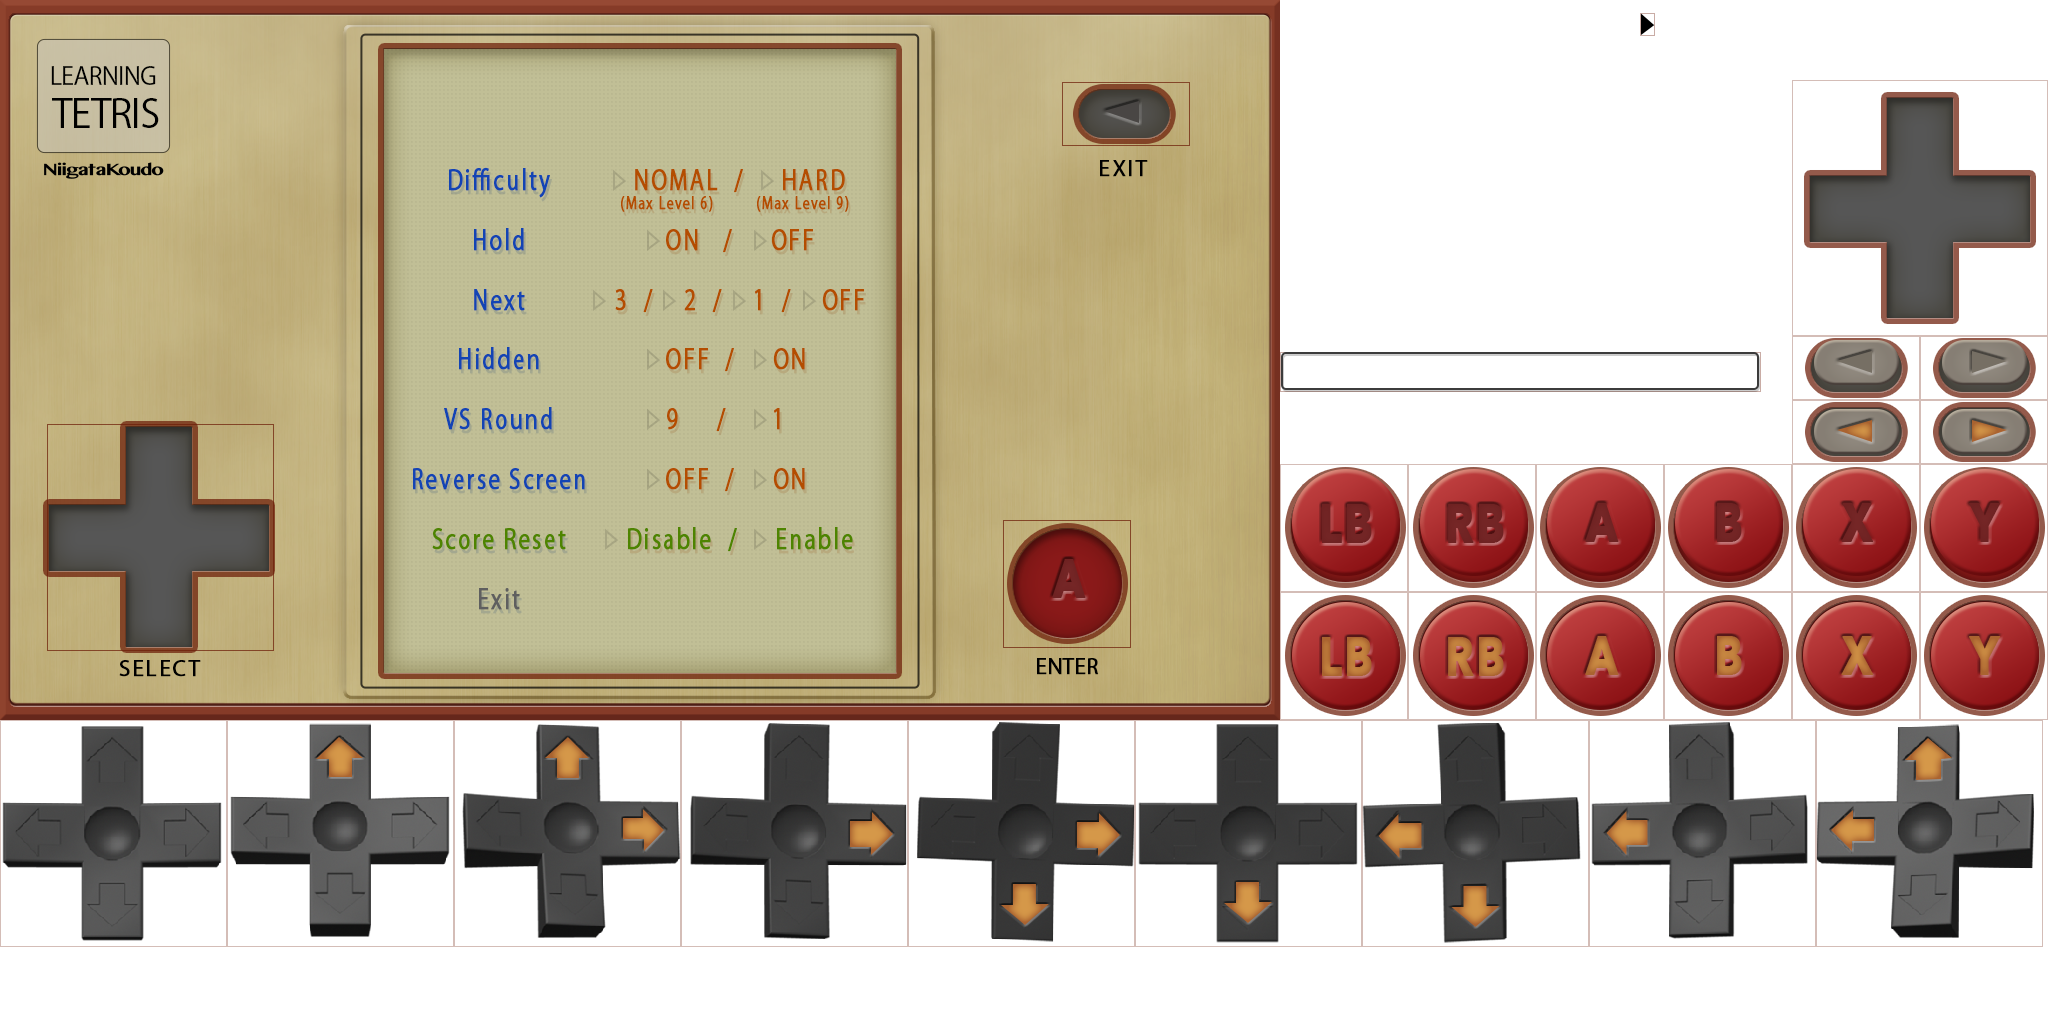 LEARNING
TETRIS
NiigataKoudo
EXIT
Difficulty NOMAL / HARD
(Max Level 6) (Max Level 9)
Hold ON / OFF
Next 3 / 2 / 1 / OFF
Hidden OFF / ON
VS Round 9 / 1
Reverse Screen OFF / ON
Score Reset Disable / Enable
Exit
SELECT
A
ENTER
LB RB A B X Y
LB RB A B X Y